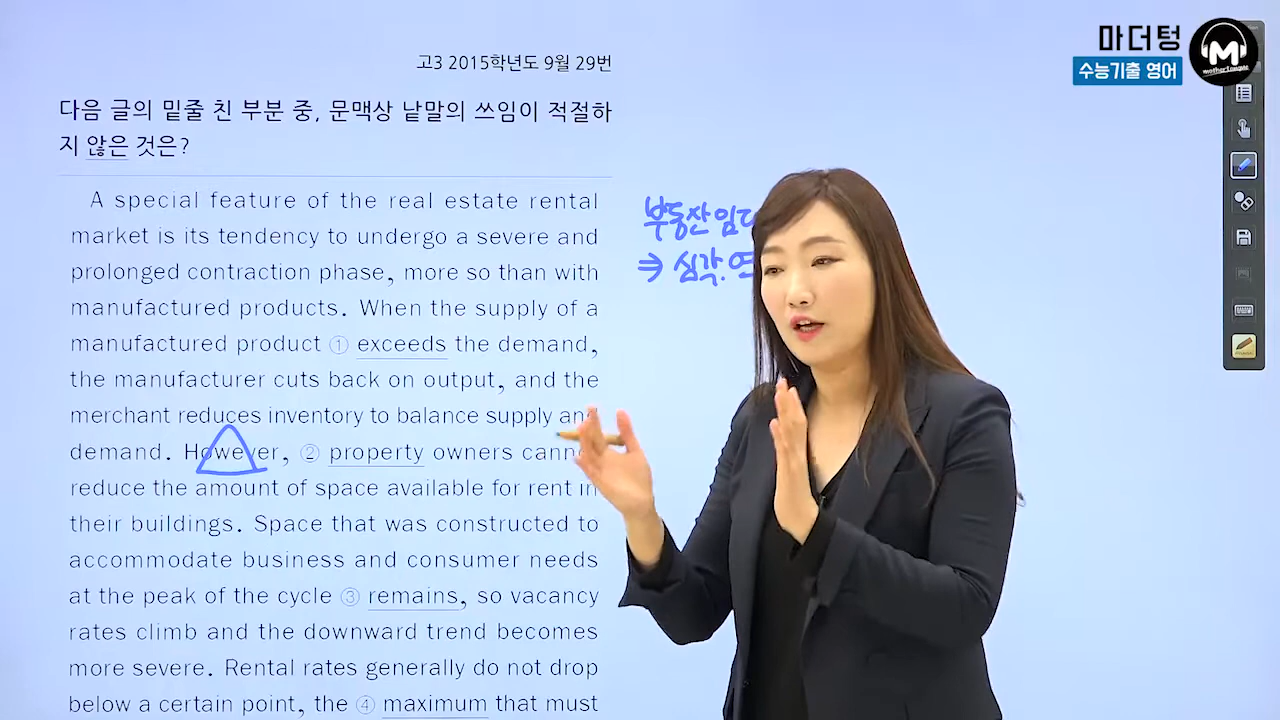 마더텅
수능기출 영어
M
mothertongue
고3 2015학년도 9월 29번
다음 글의 밑줄 친 부분 중, 문맥상 낱말의 쓰임이 적절하
지 않은 것은?
A special feature of the real estate rental
market is its tendency to undergo a severe and
prolonged contraction phase, more so than with
manufactured products. When the supply of a
manufactured product ① exceeds the demand,
the manufacturer cuts back on output, and the
merchant reduces inventory to balance supply and
demand. However, ② property owners
reduce the amount of space available for rent in
their buildings. Space that was constructed to
accommodate business and consumer needs
at the peak of the cycle ③ remains, so vacancy
rates climb and the downward trend becomes
more severe. Rental rates generally do not drop
below a certain point, the ④ maximum that must
부동산 임
⇒ 심각.